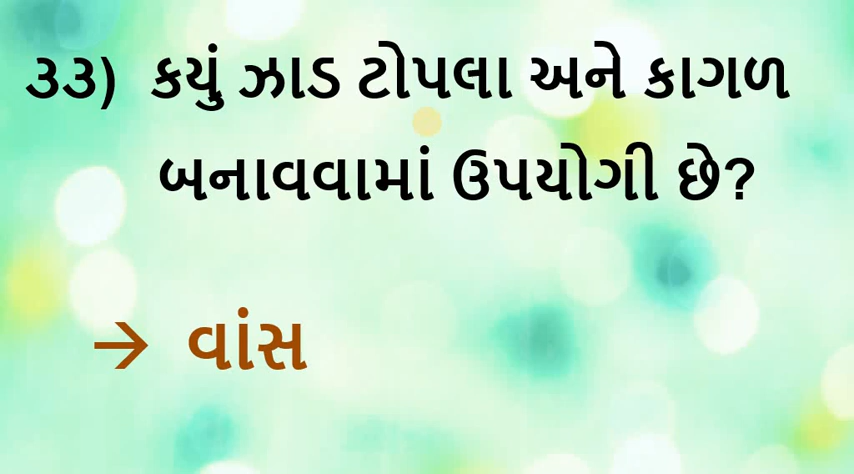 ૩૩) કયું ઝાડ ટોપલા અને કાગળ
બનાવવામાં ઉપયોગી છે?
→ વાંસ